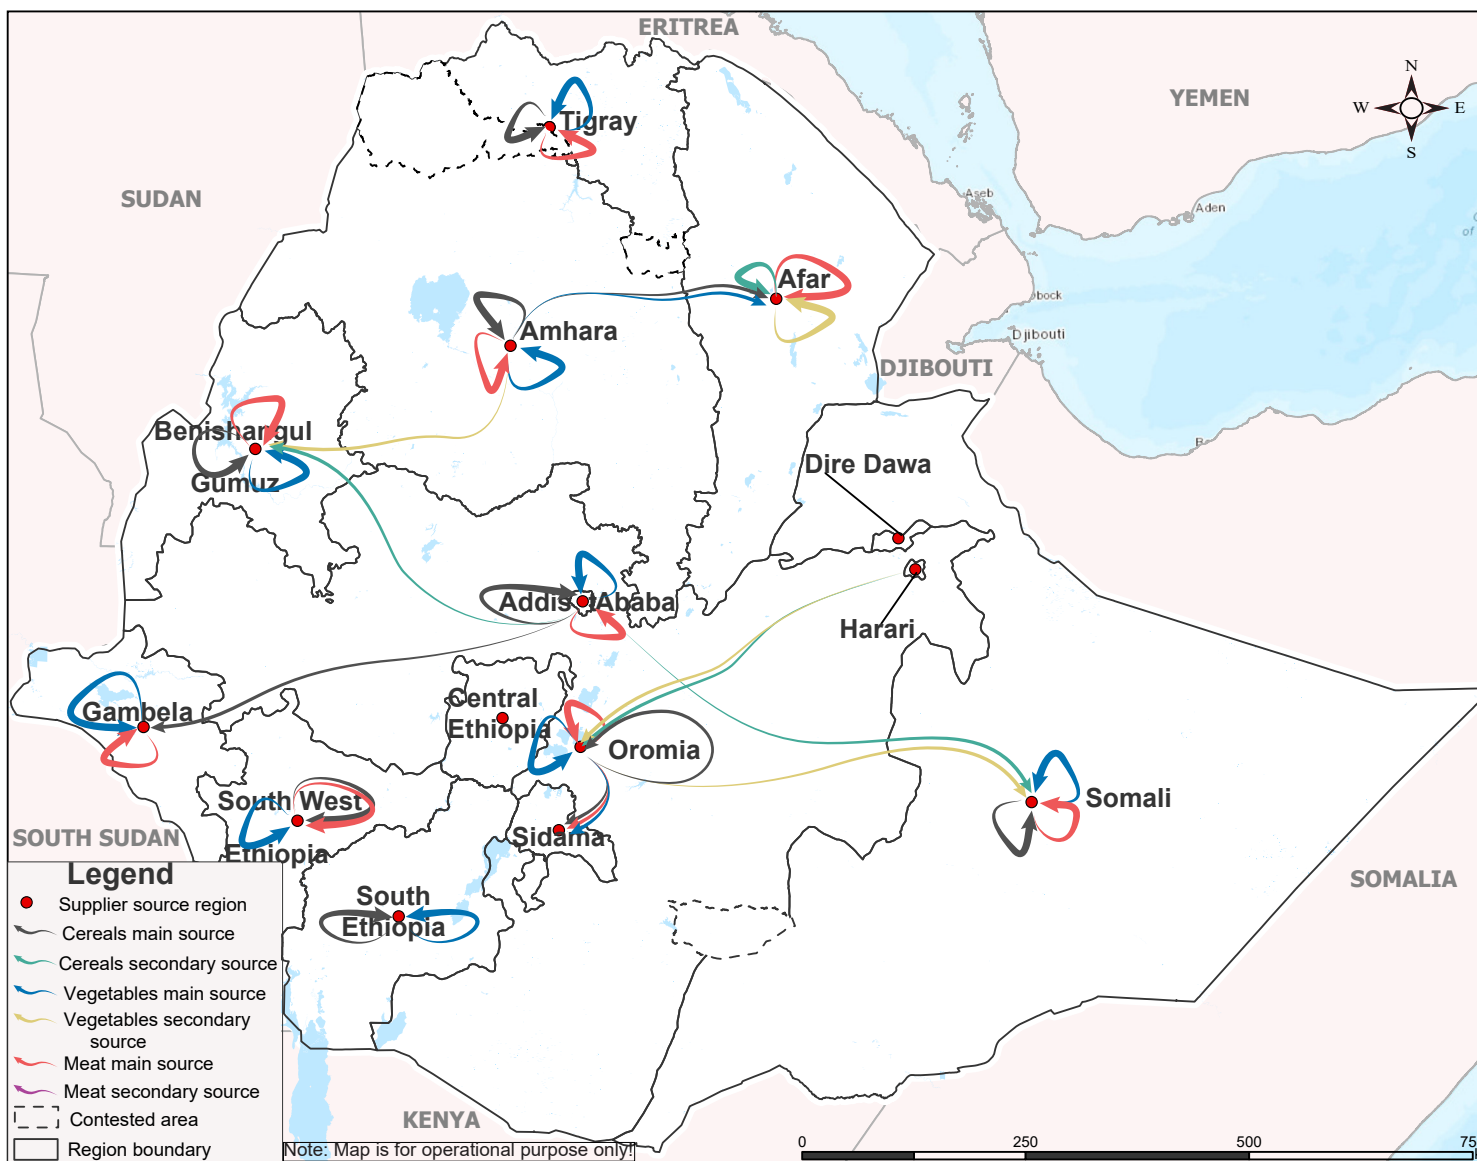 ERITREA
YEMEN
N
W
E
S
Tigray
SUDAN
Aseb
Aden
of
Afar
bock
Amhara
Djibouti
DJIBOUTI
Benishangul
Gumuz
Dire Dawa
Addis
Ababa
Harari
Central
Ethiopia
Gambela
Oromia
South West
Ethiopia
Somali
Sidama
SOUTH SUDAN
SOMALIA
South
Ethiopia
Legend
Supplier source region
Cereals main source
Cereals secondary source
Vegetables main source
Vegetables secondary
source
Meat main source
Meat secondary source
Contested area
Region boundary
KENYA
Note: Map is for operational purpose only!
0
250
500
75